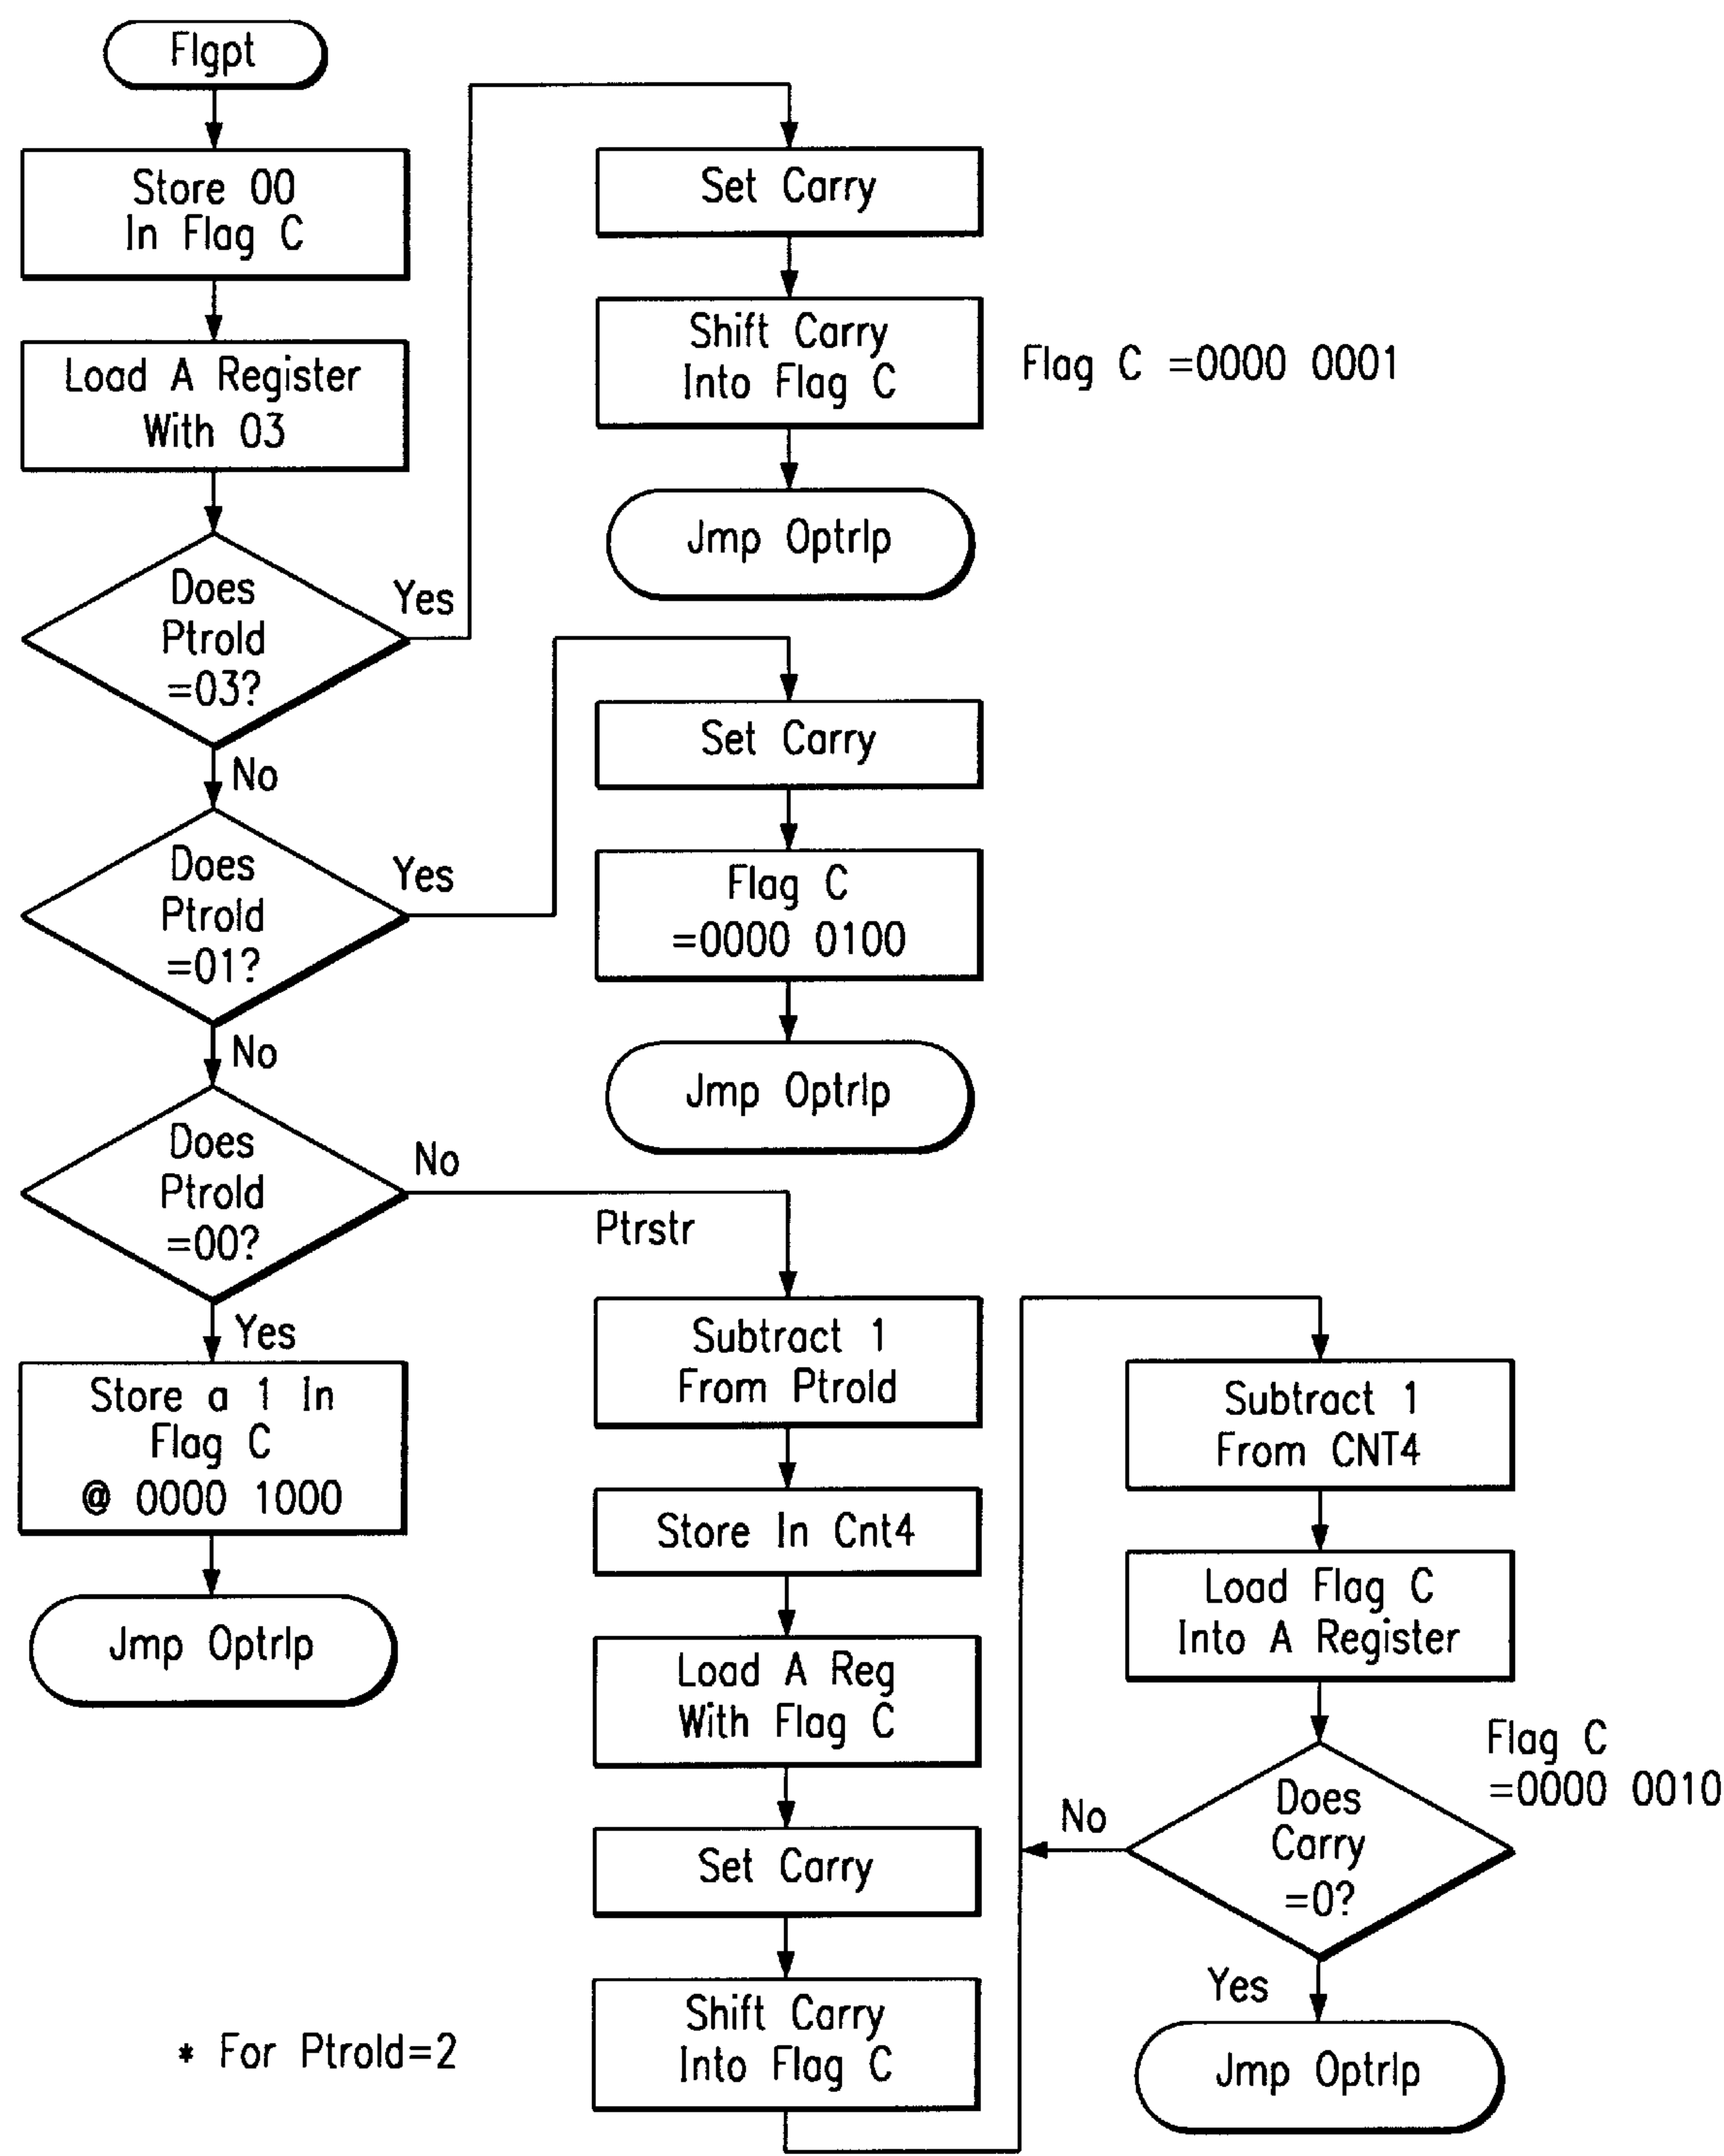 Flgpt
Store 00
In Flag C
Load A Register
With 03
Does
Ptrold
=03?
Yes
No
Set Carry
Shift Carry
Into Flag C
Flag C =0000 0001
Jmp Optrlp
Does
Ptrold
=01?
Yes
No
Set Carry
Flag C
=0000 0100
Jmp Optrlp
Does
Ptrold
=00?
No
Yes
Store a 1 In
Flag C
@ 0000 1000
Jmp Optrlp
Ptrstr
Subtract 1
From Ptrold
Store In Cnt4
Load A Reg
With Flag C
Set Carry
Shift Carry
Into Flag C
Subtract 1
From CNT4
Load Flag C
Into A Register
Does
Carry
=0?
No
Flag C
=0000 0010
Yes
Jmp Optrlp
* For Ptrold=2